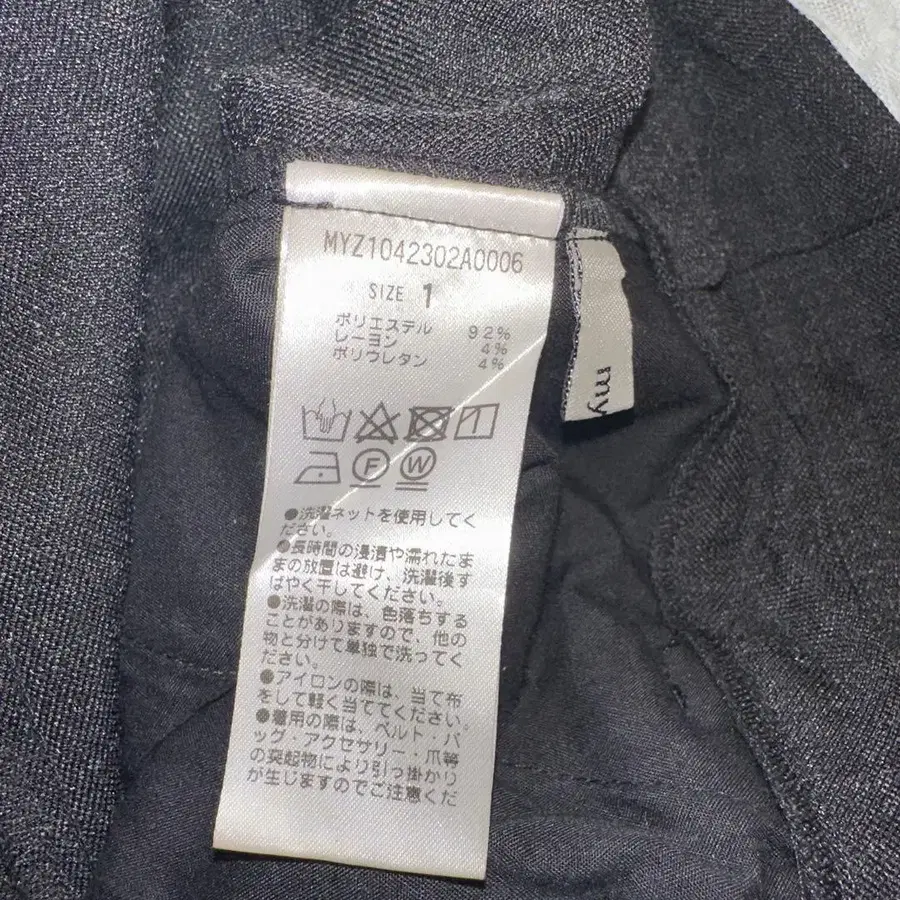 MYZ1042302A0006
SIZE 1
ポリエステル 92%
レーヨン 4%
ポリウレタン 4%
my
F W
●洗濯ネットを使用してく
ださい。
●長時間の浸漬や濡れたま
まの放置は避け、洗濯後す
ばやく干してください。
●洗濯の際は、色落ちする
ことがありますので、他の
物と分けて単独で洗ってく
ださい。
●アイロンの際は、当て布
をして軽く当ててください。
●着用の際は、ベルト・バ
ッグ・アクセサリー・爪等
の突起物により引っ掛かり
が生じますのでご注意くだ